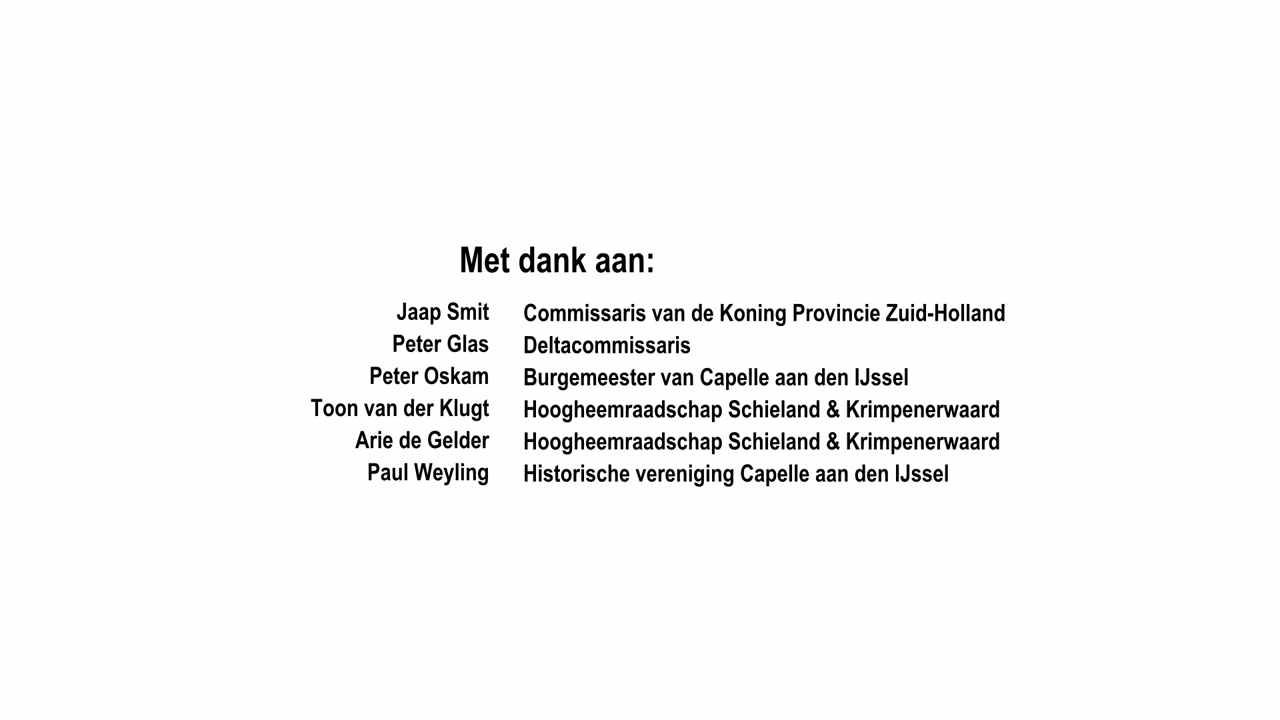 Met dank aan:
Jaap Smit Commissaris van de Koning Provincie Zuid-Holland
Peter Glas Deltacommissaris
Peter Oskam Burgemeester van Capelle aan den IJssel
Toon van der Klugt Hoogheemraadschap Schieland & Krimpenerwaard
Arie de Gelder Hoogheemraadschap Schieland & Krimpenerwaard
Paul Weyling Historische vereniging Capelle aan den IJssel